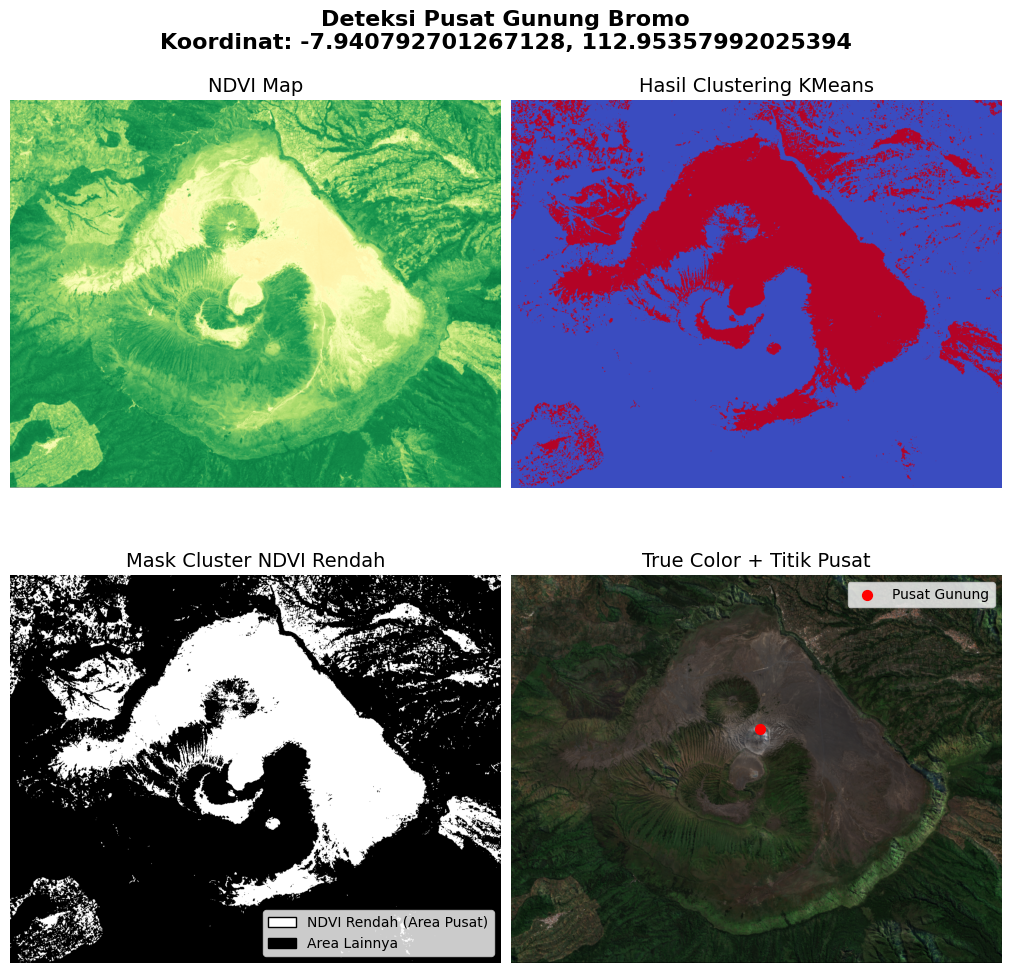 Deteksi Pusat Gunung Bromo
Koordinat: -7.940792701267128, 112.95357992025394
NDVI Map
Hasil Clustering KMeans
Mask Cluster NDVI Rendah
True Color + Titik Pusat
NDVI Rendah (Area Pusat)
Area Lainnya
Pusat Gunung